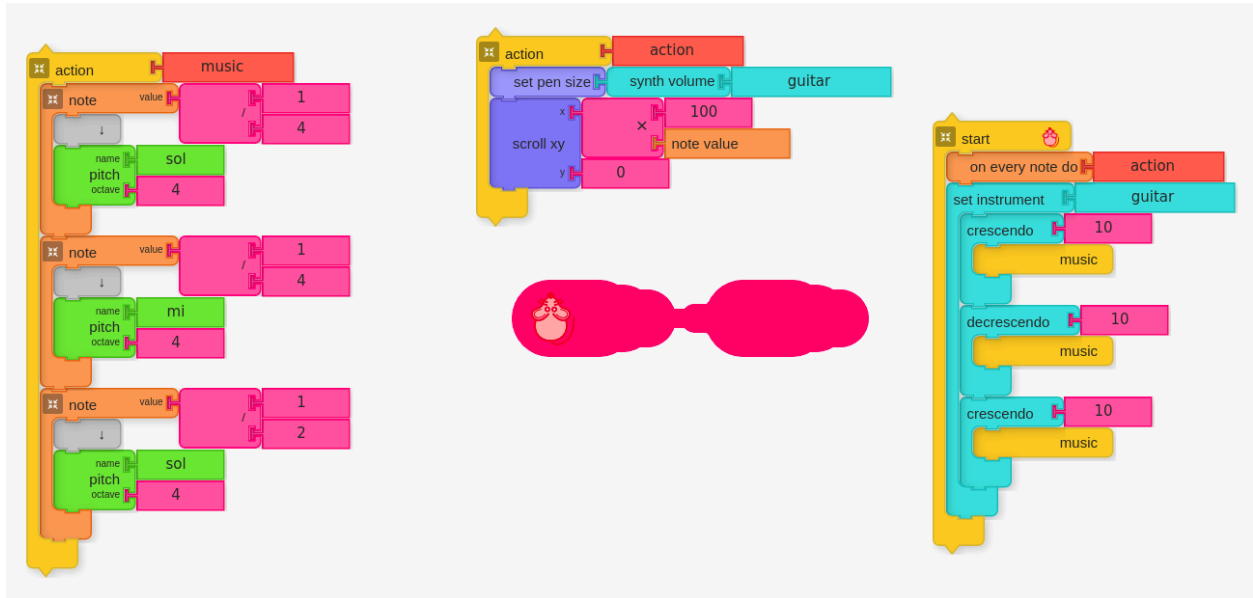 action music
note value 1
/
4
↓
name sol
pitch
octave 4
note value 1
/
4
↓
name mi
pitch
octave 4
note value 1
/
2
↓
name sol
pitch
octave 4
action action
set pen size synth volume guitar
scroll xy x × 100
note value
y 0
start
on every note do action
set instrument guitar
crescendo 10
music
decrescendo 10
music
crescendo 10
music